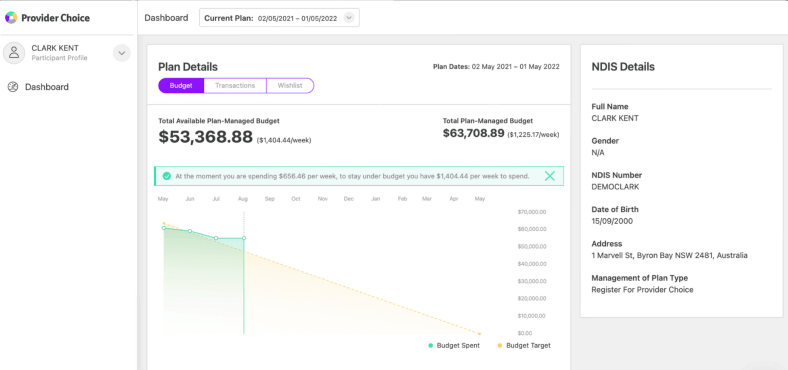 Provider Choice
Dashboard
Current Plan: 02/05/2021 – 01/05/2022
CLARK KENT
Participant Profile
Dashboard
Plan Details
Plan Dates: 02 May 2021 – 01 May 2022
Budget
Transactions
Wishlist
Total Available Plan-Managed Budget
$53,368.88 ($1,404.44/week)
Total Plan-Managed Budget
$63,708.89 ($1,225.17/week)
At the moment you are spending $656.46 per week, to stay under budget you have $1,404.44 per week to spend.
May Jun Jul Aug Sep Oct Nov Dec Jan Feb Mar Apr May
$70,000.00
$60,000.00
$50,000.00
$40,000.00
$30,000.00
$20,000.00
$10,000.00
$0.00
Budget Spent
Budget Target
NDIS Details
Full Name
CLARK KENT
Gender
N/A
NDIS Number
DEMOCLARK
Date of Birth
15/09/2000
Address
1 Marvell St, Byron Bay NSW 2481, Australia
Management of Plan Type
Register For Provider Choice